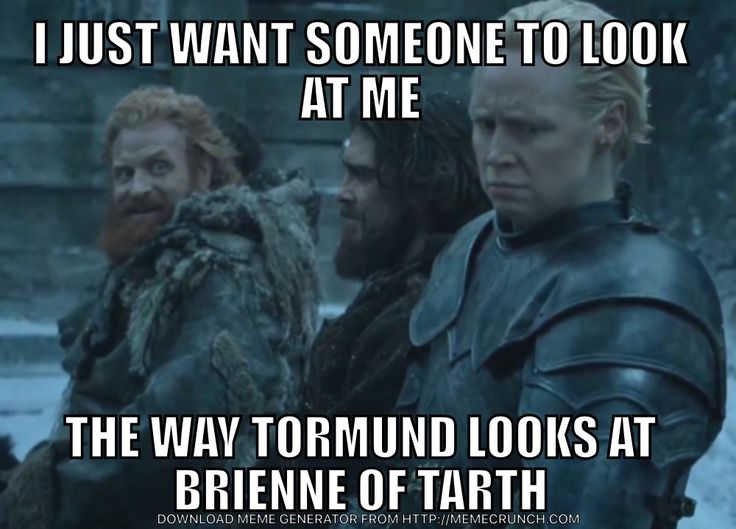 I JUST WANT SOMEONE TO LOOK
AT ME
THE WAY TORMUND LOOKS AT
BRIENNE OF TARTH
DOWNLOAD MEME GENERATOR FROM HTTP://MEMECRUNCH.COM